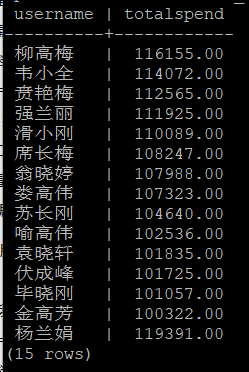 username | totalspend
----------+------------
柳高梅 | 116155.00
韦小全 | 114072.00
贲艳梅 | 112565.00
强兰丽 | 111925.00
滑小刚 | 110089.00
席长梅 | 108247.00
翁晓婷 | 107988.00
娄高伟 | 107323.00
苏长刚 | 104640.00
喻高伟 | 102536.00
袁晓轩 | 101835.00
伏成峰 | 101725.00
毕晓刚 | 101057.00
金高芳 | 100322.00
杨兰娟 | 119391.00
(15 rows)